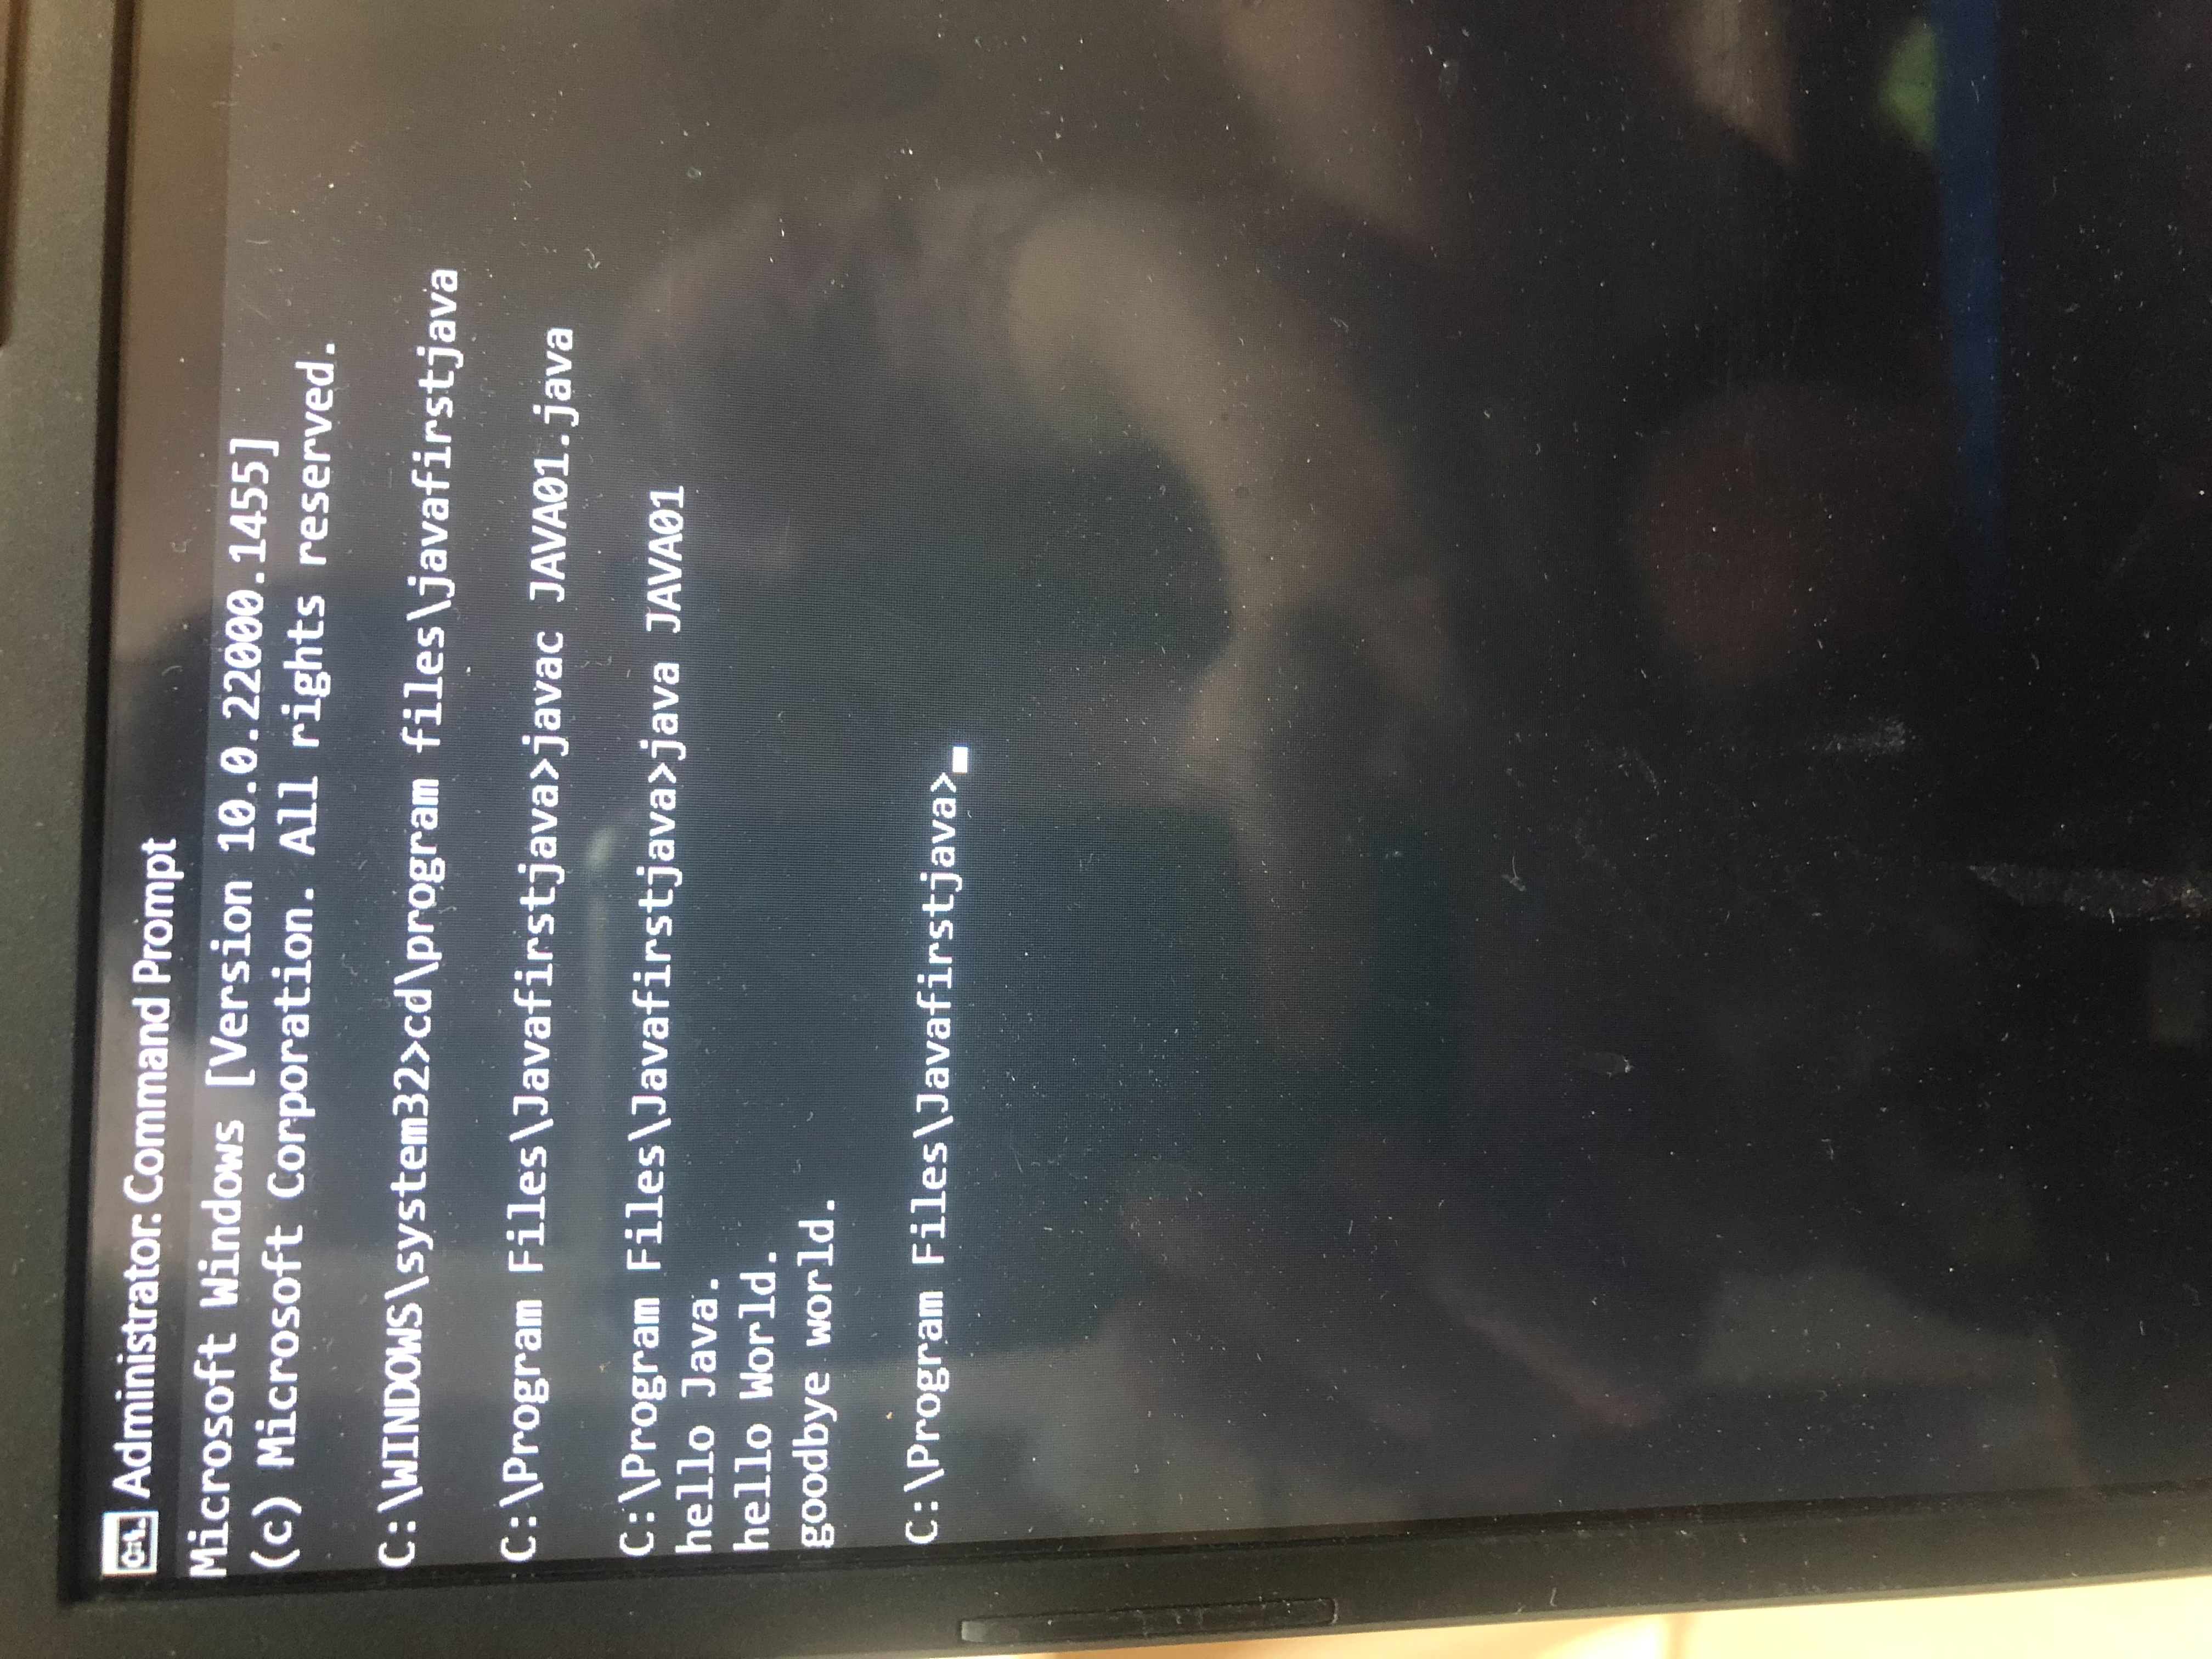 C:\. Administrator: Command Prompt
Microsoft Windows [Version 10.0.22000.1455]
(c) Microsoft Corporation. All rights reserved.
C:\WINDOWS\system32>cd\program files\javafirstjava
C:\Program Files\Javafirstjava>javac JAVA01.java
C:\Program Files\Javafirstjava>java JAVA01
hello Java.
hello World.
goodbye world.
C:\Program Files\Javafirstjava>_